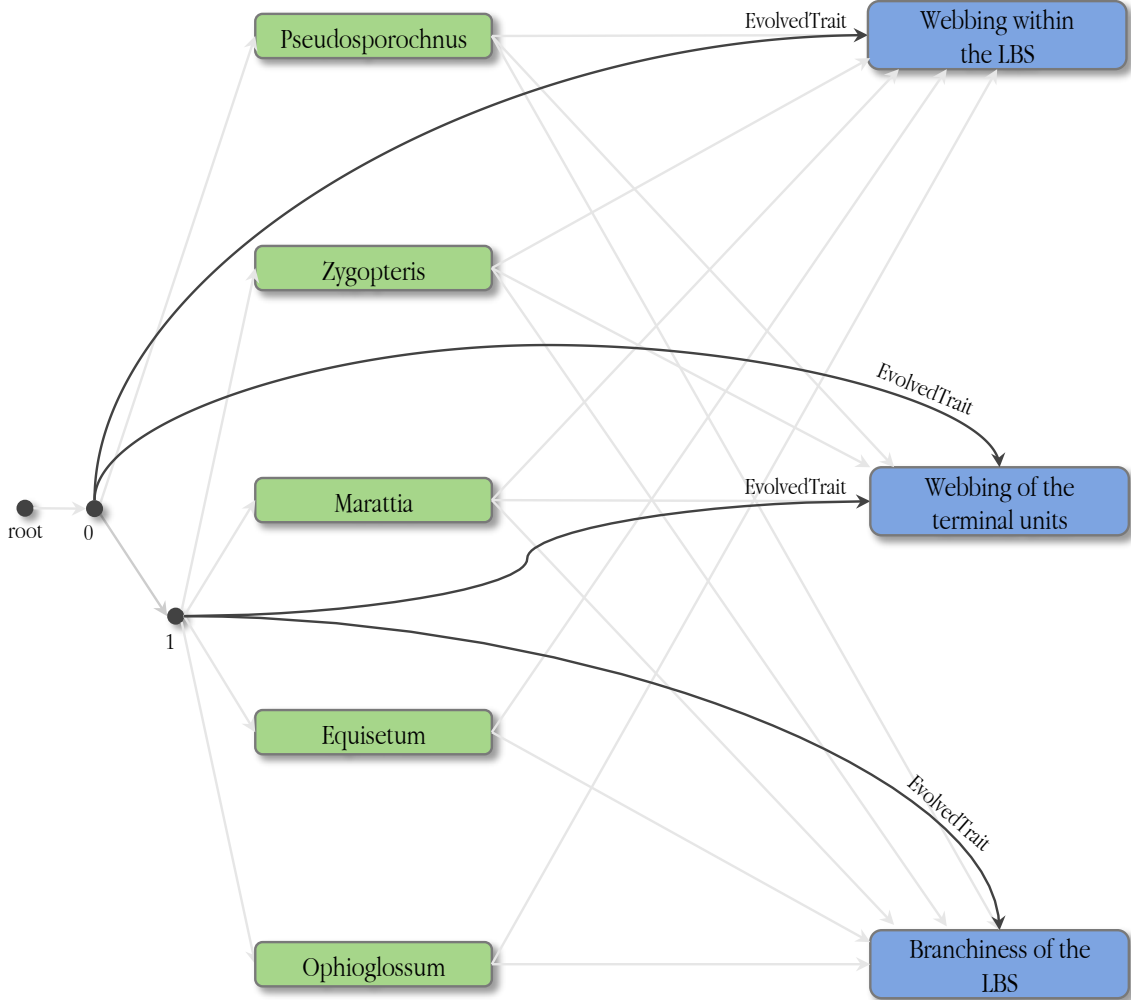 Pseudosporochnus
EvolvedTrait
Webbing within
the LBS
Zygopteris
EvolvedTrait
Marattia
EvolvedTrait
Webbing of the
terminal units
root
0
1
Equisetum
EvolvedTrait
Ophioglossum
Branchiness of the
LBS